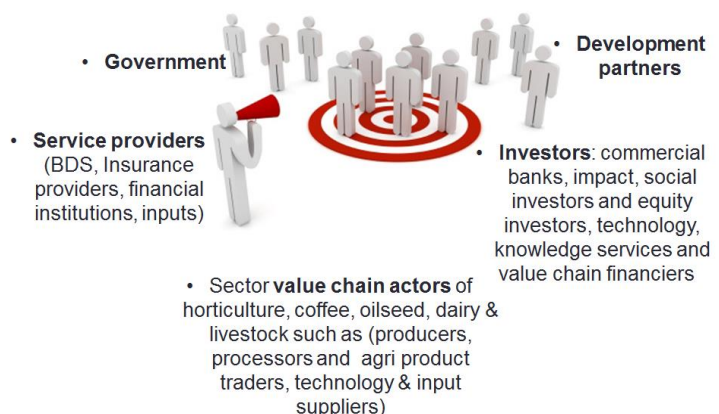 • Government
• Development
partners
• Service providers
(BDS, Insurance
providers, financial
institutions, inputs)
• Investors: commercial
banks, impact, social
investors and equity
investors, technology,
knowledge services and
value chain financiers
• Sector value chain actors of
horticulture, coffee, oilseed, dairy &
livestock such as (producers,
processors and agri product
traders, technology & input
suppliers)